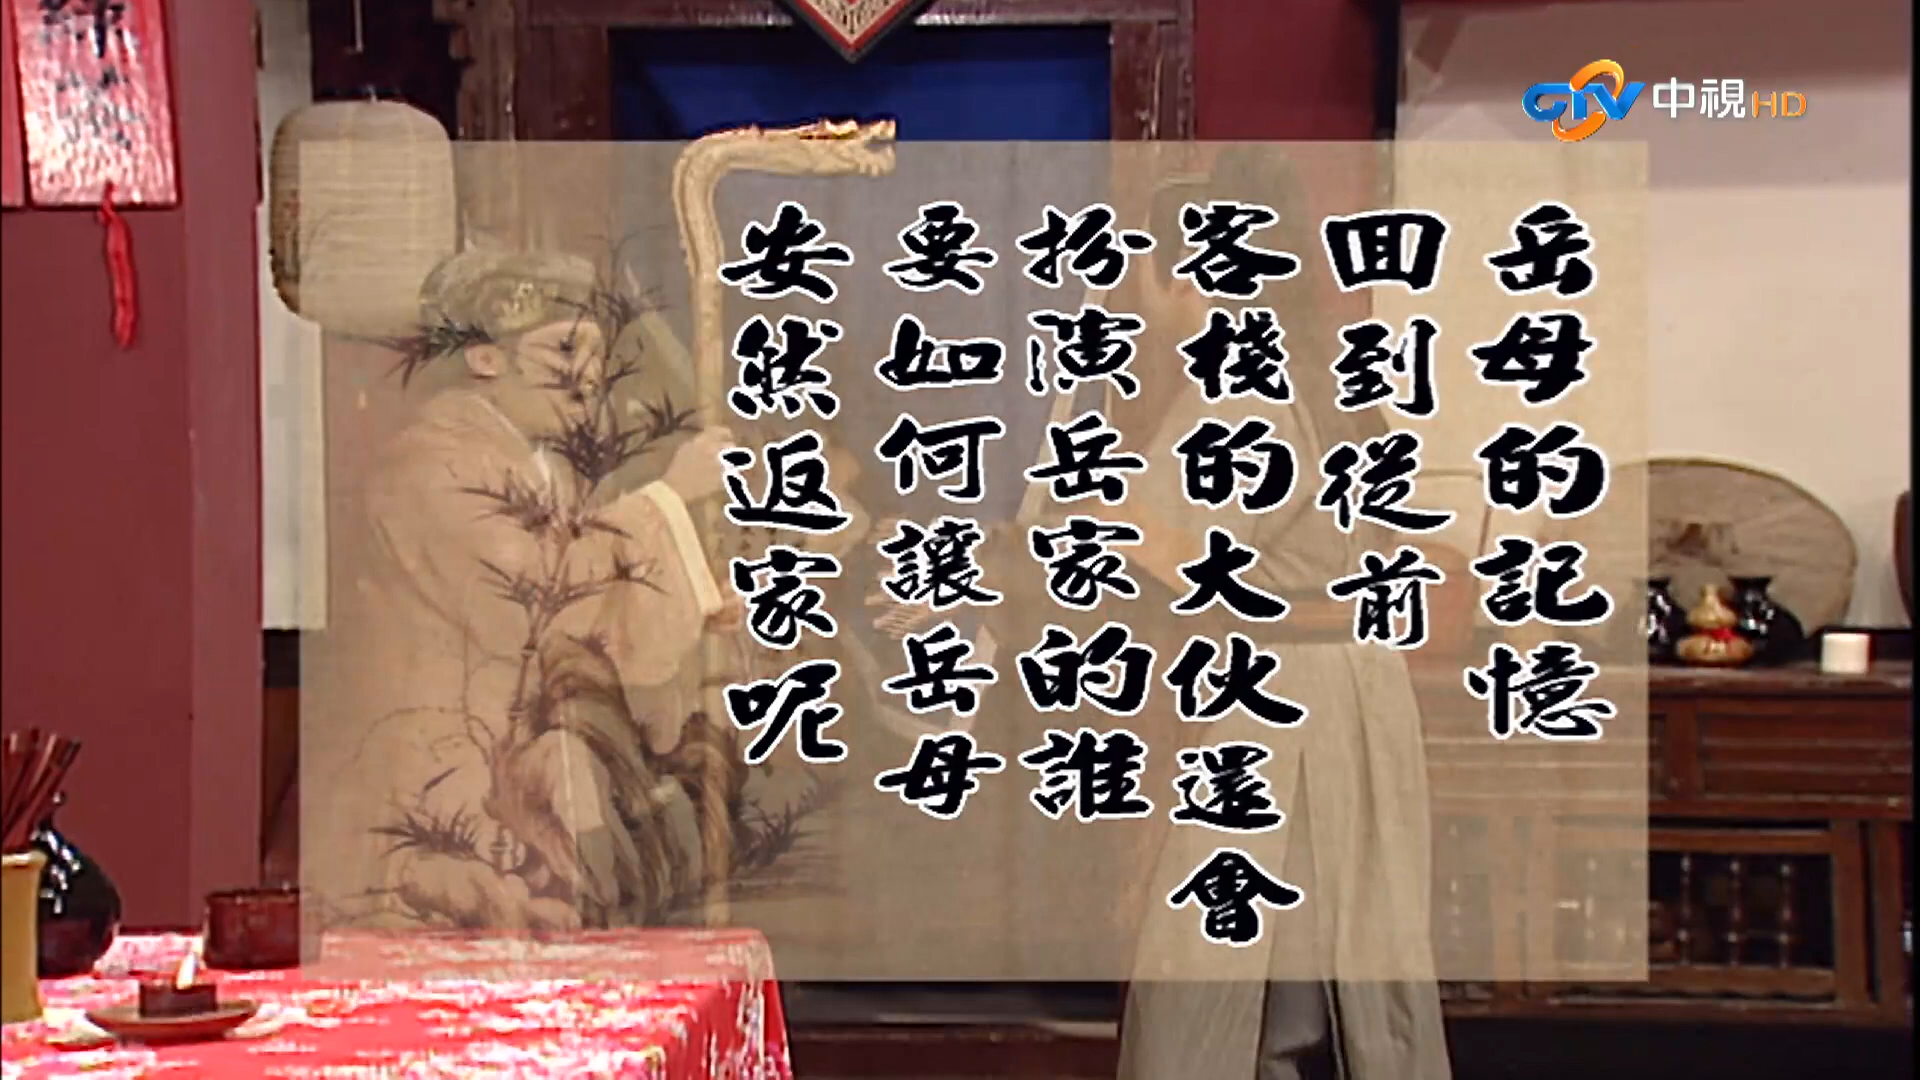 岳母的記憶
回到從前
客棧的大伙還會
扮演岳家的誰
要如何讓岳母
安然返家呢
CTV中視HD